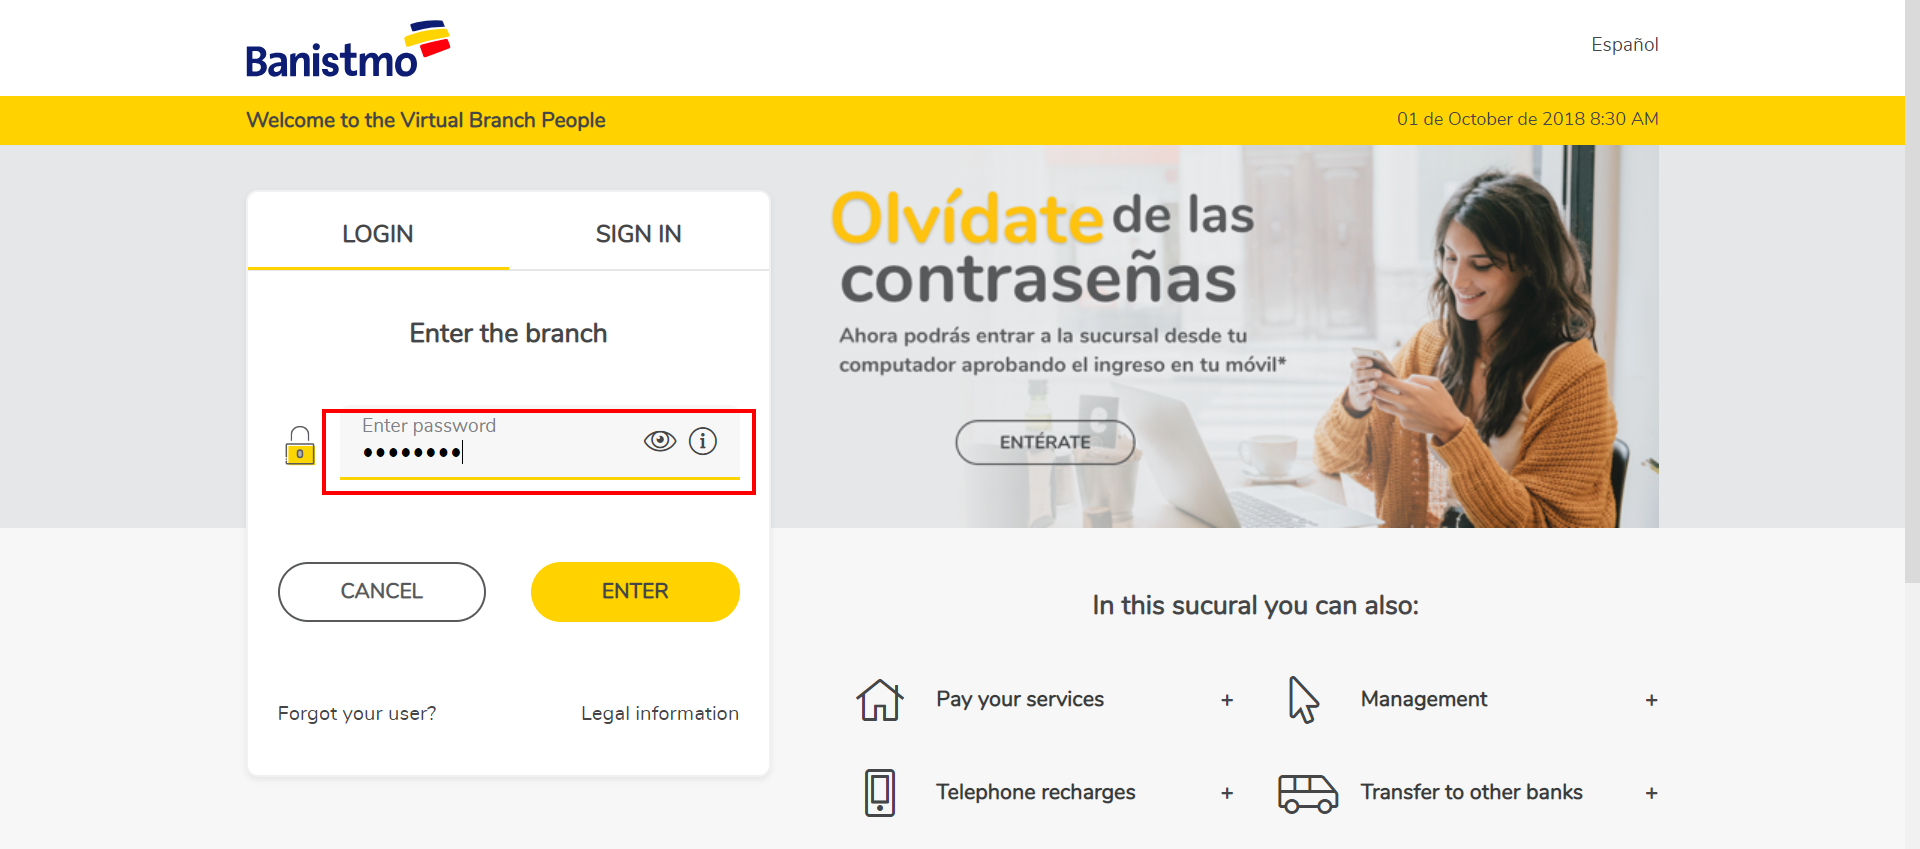 Banistmo
Español
Welcome to the Virtual Branch People
01 de October de 2018 8:30 AM
LOGIN
SIGN IN
Enter the branch
Enter password
••••••••
0
CANCEL
ENTER
Forgot your user?
Legal information
Olvídate de las
contraseñas
Ahora podrás entrar a la sucursal desde tu
computador aprobando el ingreso en tu móvil*
ENTÉRATE
In this sucural you can also:
Pay your services +
Management +
Telephone recharges +
Transfer to other banks +